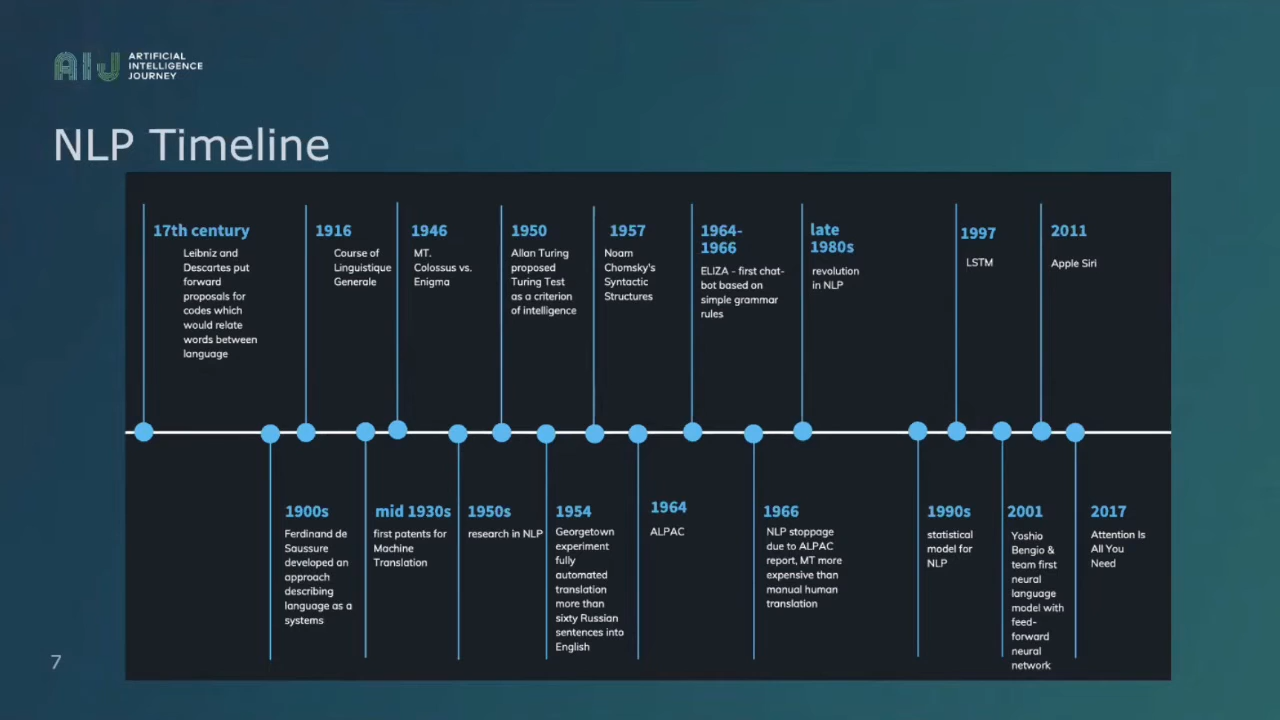 ARTIFICIAL
INTELLIGENCE
JOURNEY
NLP Timeline
17th century
Leibniz and
Descartes put
forward
proposals for
codes which
would relate
words between
language
1916
Course of
Linguistique
Generale
1946
MT.
Colossus vs.
Enigma
1950
Allan Turing
proposed
Turing Test
as a criterion
of intelligence
1957
Noam
Chomsky's
Syntactic
Structures
1964-
1966
ELIZA - first chat-
bot based on
simple grammar
rules
late
1980s
revolution
in NLP
1997
LSTM
2011
Apple Siri
1900s
Ferdinand de
Saussure
developed an
approach
describing
language as a
systems
mid 1930s
first patents for
Machine
Translation
1950s
research in NLP
1954
Georgetown
experiment
fully
automated
translation
more than
sixty Russian
sentences into
English
1964
ALPAC
1966
NLP stoppage
due to ALPAC
report, MT more
expensive than
manual human
translation
1990s
statistical
model for
NLP
2001
Yoshio
Bengio &
team first
neural
language
model with
feed-
forward
neural
network
2017
Attention Is
All You
Need
7